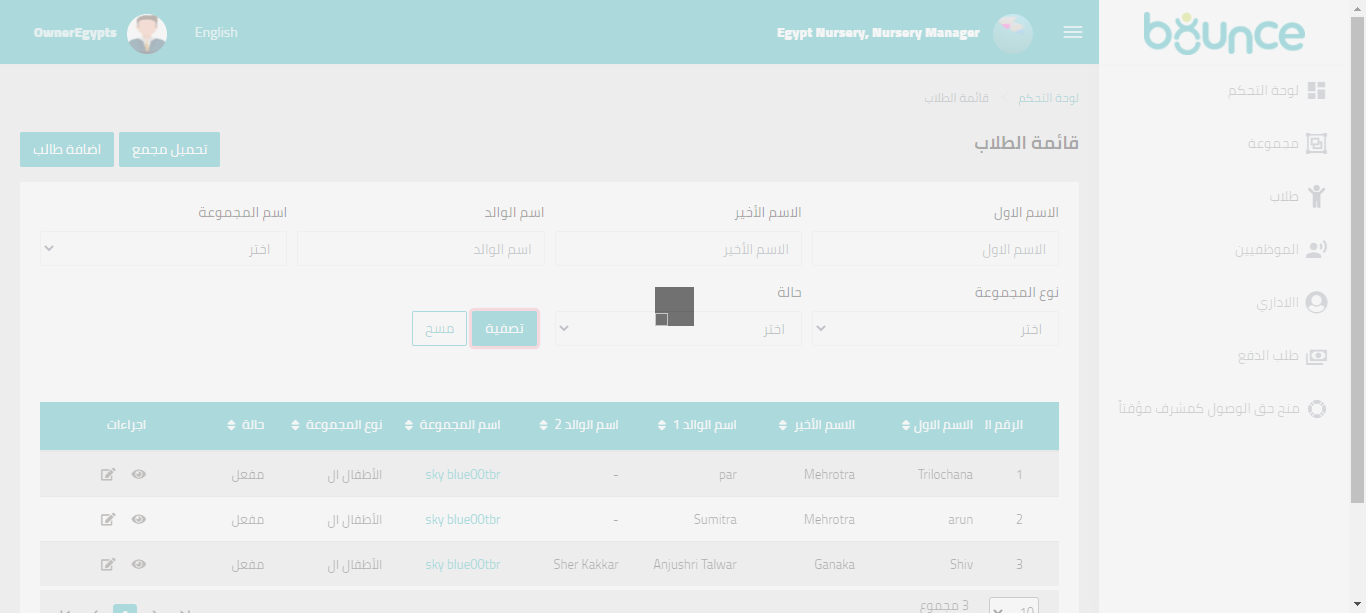 bounce
Egypt Nursery, Nursery Manager
English
OwnerEgypts
لوحة التحكم
مجموعة
طلاب
الموظفيين
االاداري
طلب الدفع
منح حق الوصول كمشرف مؤقتاً
لوحة التحكم قائمة الطلاب
قائمة الطلاب
تحميل مجمع اضافة طالب
الاسم الاول الاسم الأخير اسم الوالد اسم المجموعة
الاسم الاول الاسم الأخير اسم الوالد اختر
نوع المجموعة حالة
اختر اختر تصفية مسح
الرقم ال الاسم الاول الاسم الأخير اسم الوالد 1 اسم الوالد 2 اسم المجموعة نوع المجموعة حالة اجراءات
1 Trilochana Mehrotra par - sky blue00tbr الأطفال ال مفعل
2 arun Mehrotra Sumitra - sky blue00tbr الأطفال ال مفعل
3 Shiv Ganaka Anjushri Talwar Sher Kakkar sky blue00tbr الأطفال ال مفعل
10 3 مجموع